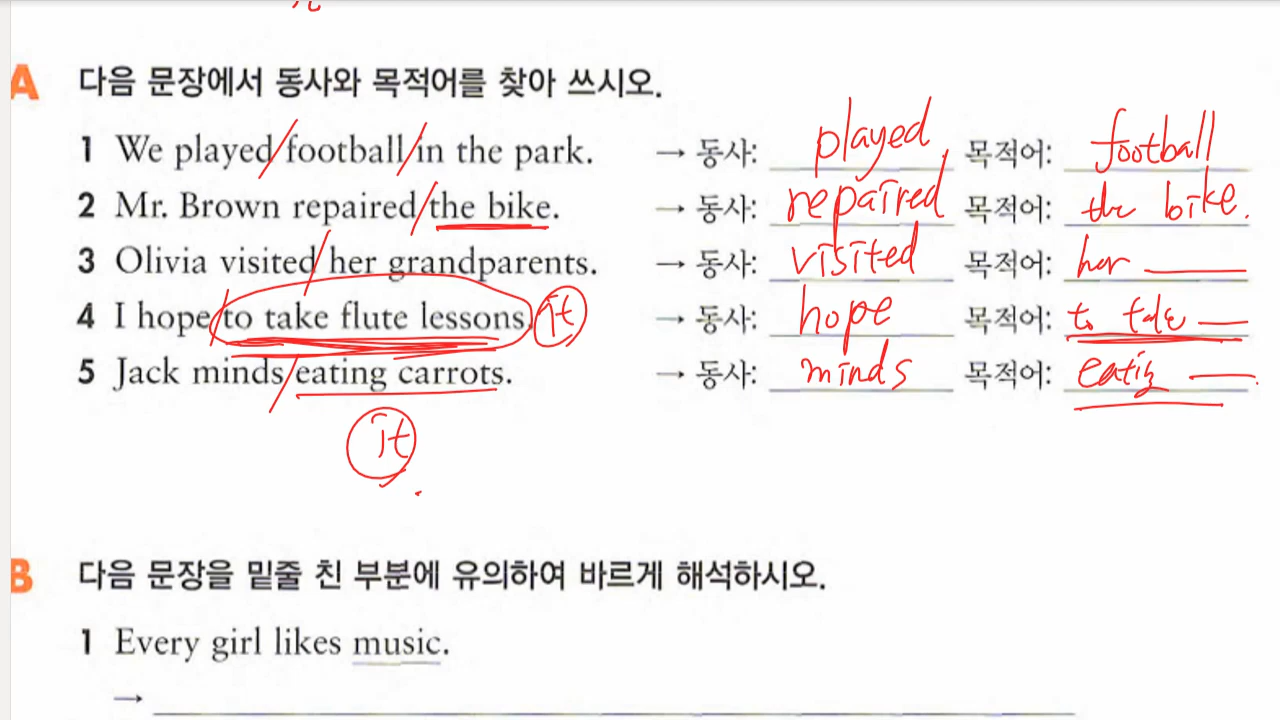 A 다음 문장에서 동사와 목적어를 찾아 쓰시오.
1 We played/football/in the park. → 동사: played 목적어: football
2 Mr. Brown repaired/the bike. → 동사: repaired 목적어: the bike.
3 Olivia visited/her grandparents. → 동사: visited 목적어: her
4 I hope/to take flute lessons. it → 동사: hope 목적어: to take
5 Jack minds/eating carrots. → 동사: minds 목적어: eating
it
B 다음 문장을 밑줄 친 부분에 유의하여 바르게 해석하시오.
1 Every girl likes music.
→